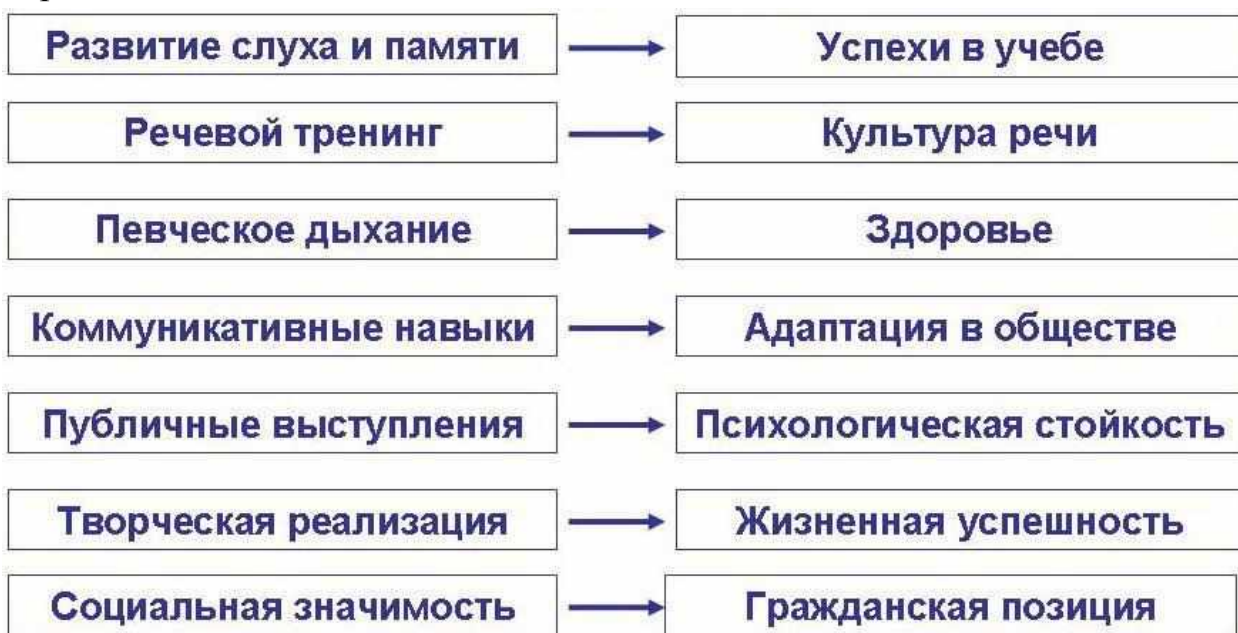 Развитие слуха и памяти → Успехи в учебе
Речевой тренинг → Культура речи
Певческое дыхание → Здоровье
Коммуникативные навыки → Адаптация в обществе
Публичные выступления → Психологическая стойкость
Творческая реализация → Жизненная успешность
Социальная значимость → Гражданская позиция